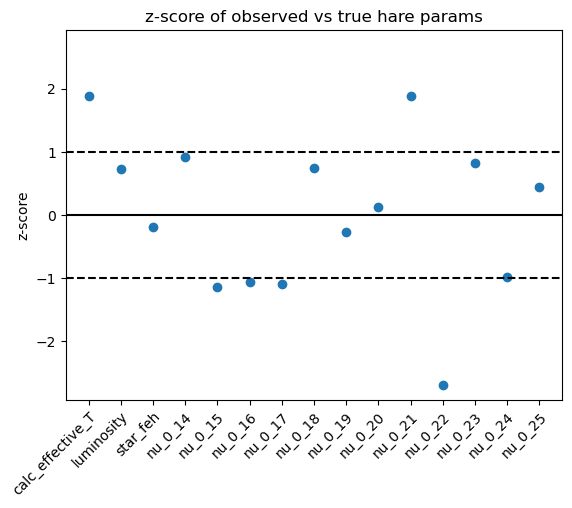 z-score of observed vs true hare params
z-score
2
1
0
−1
−2
calc_effective_T
luminosity
star_feh
nu_0_14
nu_0_15
nu_0_16
nu_0_17
nu_0_18
nu_0_19
nu_0_20
nu_0_21
nu_0_22
nu_0_23
nu_0_24
nu_0_25